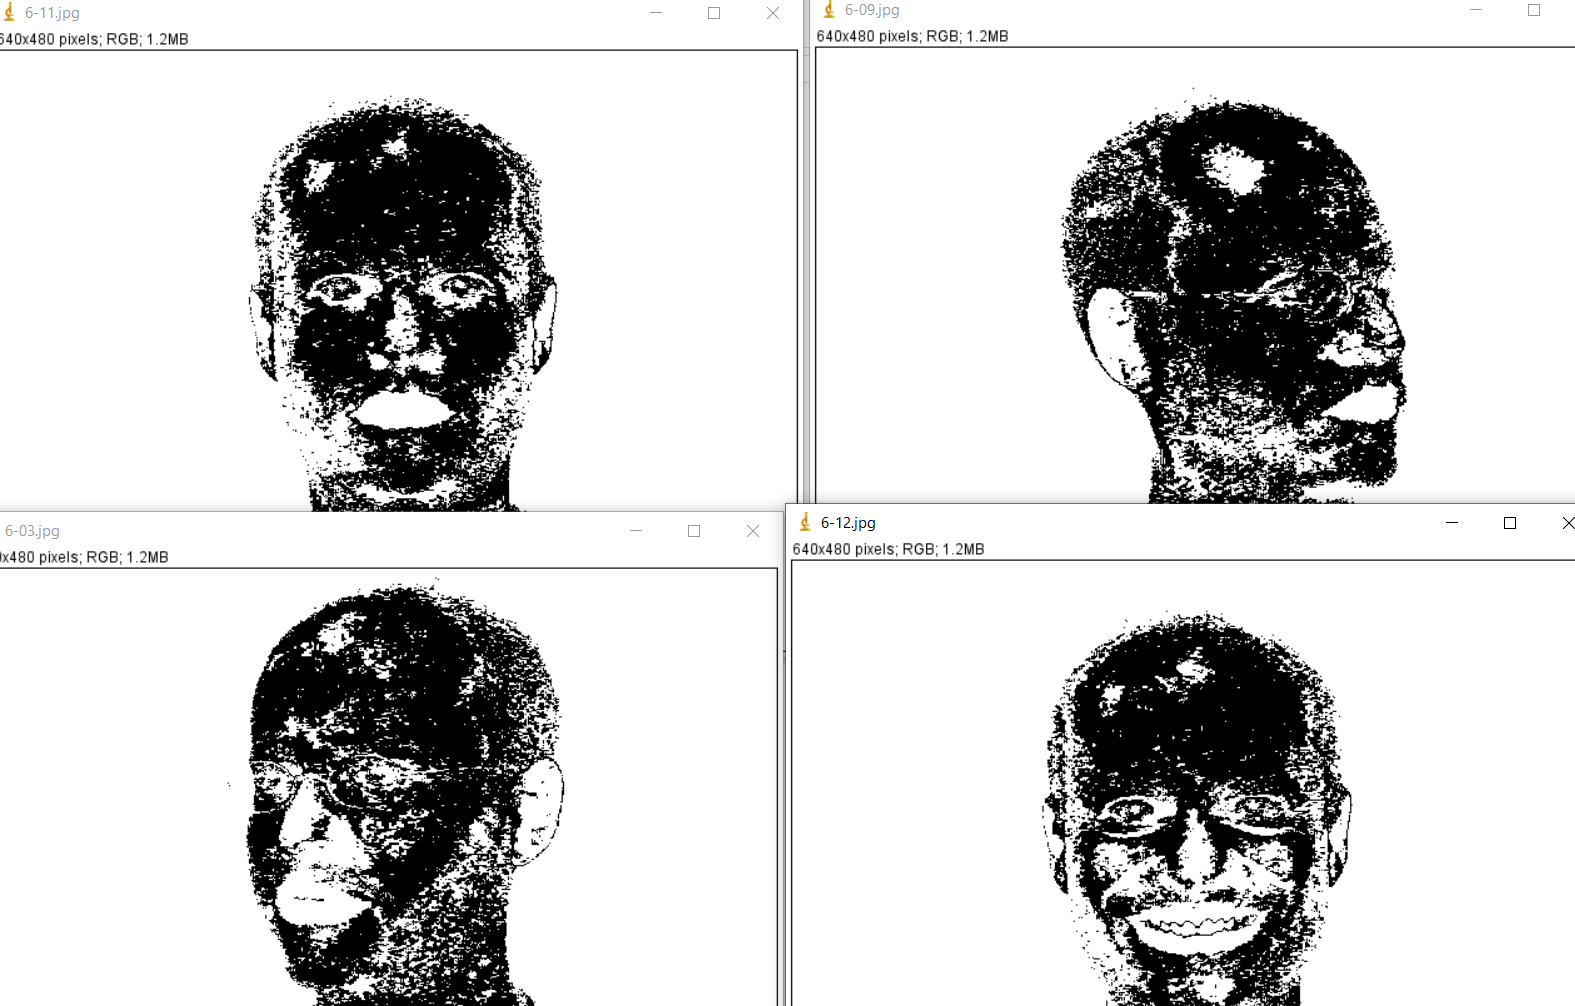 6-11.jpg
640x480 pixels; RGB; 1.2MB
6-09.jpg
640x480 pixels; RGB; 1.2MB
6-03.jpg
x480 pixels; RGB; 1.2MB
6-12.jpg
640x480 pixels; RGB; 1.2MB